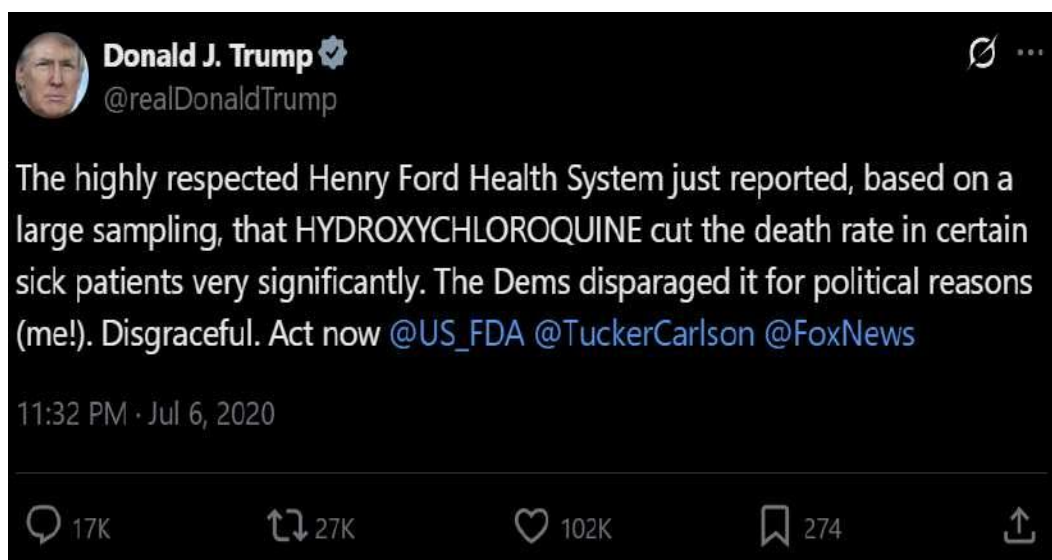 Donald J. Trump
@realDonaldTrump
The highly respected Henry Ford Health System just reported, based on a
large sampling, that HYDROXYCHLOROQUINE cut the death rate in certain
sick patients very significantly. The Dems disparaged it for political reasons
(me!). Disgraceful. Act now @US_FDA @TuckerCarlson @FoxNews
11:32 PM · Jul 6, 2020
17K 27K 102K 274